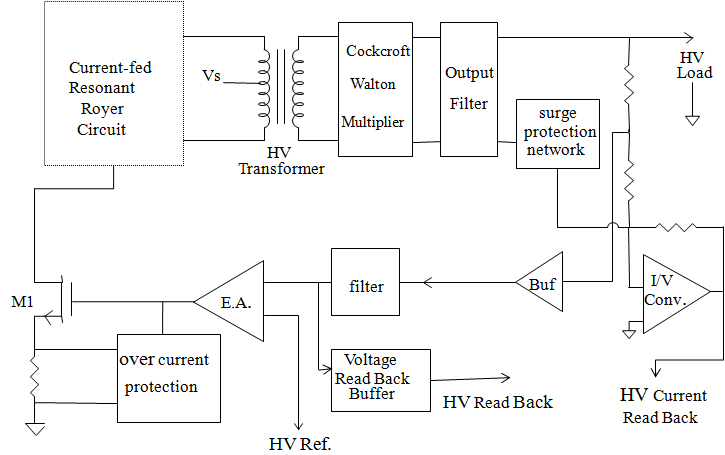 Current-fed
Resonant
Royer
Circuit
Vs
HV
Transformer
Cockcroft
Walton
Multiplier
Output
Filter
surge
protection
network
HV
Load
M1
E.A.
filter
Buf
I/V
Conv.
over current
protection
Voltage
Read Back
Buffer
HV Read Back
HV Ref.
HV Current
Read Back